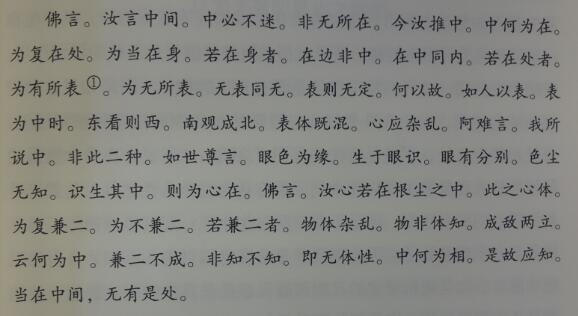 佛言。汝言中间。中必不迷。非无所在。今汝推中。中何为在。
为复在处。为当在身。若在身者。在边非中。在中同内。若在处者。
为有所表①。为无所表。无表同无。表则无定。何以故。如人以表。表
为中时。东看则西。南观成北。表体既混。心应杂乱。阿难言。我所
说中。非此二种。如世尊言。眼色为缘。生于眼识。眼有分别。色尘
无知。识生其中。则为心在。佛言。汝心若在根尘之中。此之心体。
为复兼二。为不兼二。若兼二者。物体杂乱。物非体知。成敌两立。
云何为中。兼二不成。非知不知。即无体性。中何为相。是故应知。
当在中间，无有是处。